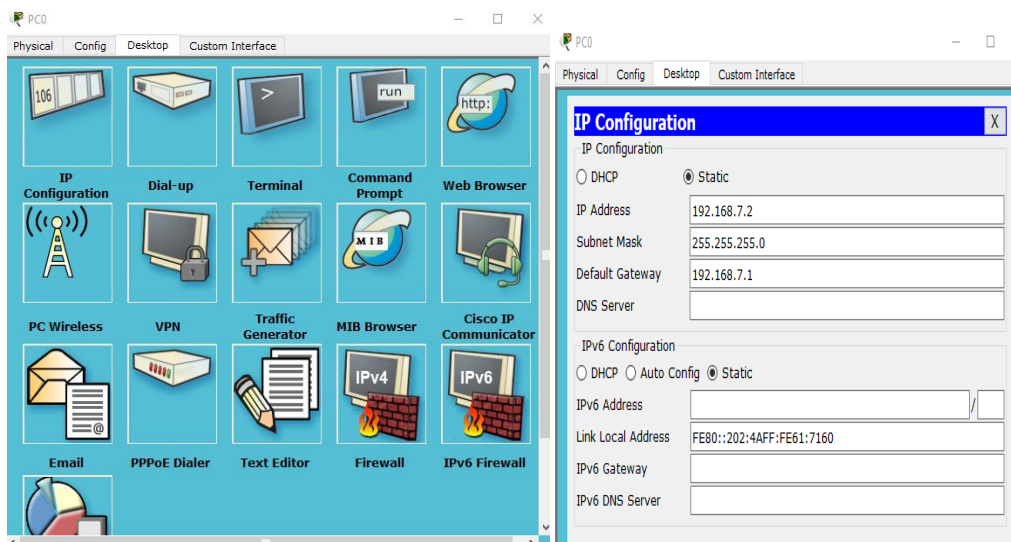 PC0
Physical Config Desktop Custom Interface
106
>
run
http:
IP
Configuration
Dial-up
Terminal
Command
Prompt
Web Browser
MIB
PC Wireless
VPN
Traffic
Generator
MIB Browser
Cisco IP
Communicator
@
IPv4
IPv6
Email
PPPoE Dialer
Text Editor
Firewall
IPv6 Firewall
PC0
Physical Config Desktop Custom Interface
IP Configuration X
IP Configuration
DHCP Static
IP Address 192.168.7.2
Subnet Mask 255.255.255.0
Default Gateway 192.168.7.1
DNS Server
IPv6 Configuration
DHCP Auto Config Static
IPv6 Address /
Link Local Address FE80::202:4AFF:FE61:7160
IPv6 Gateway
IPv6 DNS Server